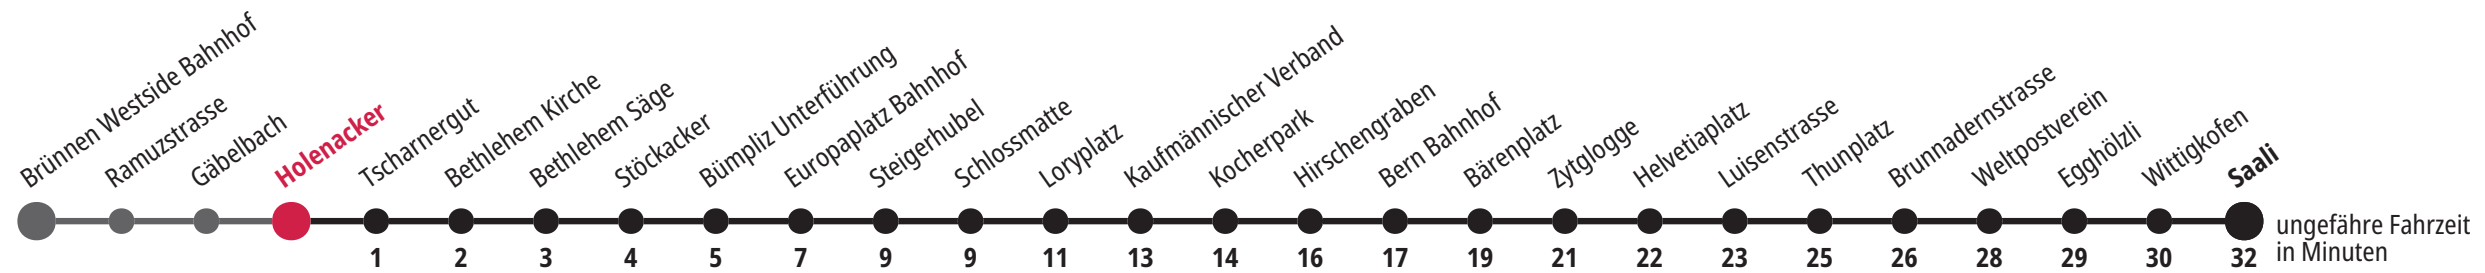 Brünnen Westside Bahnhof
Ramuzstrasse
Gäbelbach
Holenacker
Tscharnergut
Bethlehem Kirche
Bethlehem Säge
Stöckacker
Bümpliz Unterführung
Europaplatz Bahnhof
Steigerhubel
Schlossmatte
Loryplatz
Kaufmännischer Verband
Kocherpark
Hirschengraben
Bern Bahnhof
Bärenplatz
Zytglogge
Helvetiaplatz
Luisenstrasse
Thunplatz
Brunnadernstrasse
Weltpostverein
Egghölzli
Wittigkofen
Saali
1 2 3 4 5 7 9 9 11 13 14 16 17 19 21 22 23 25 26 28 29 30 32
ungefähre Fahrzeit
in Minuten